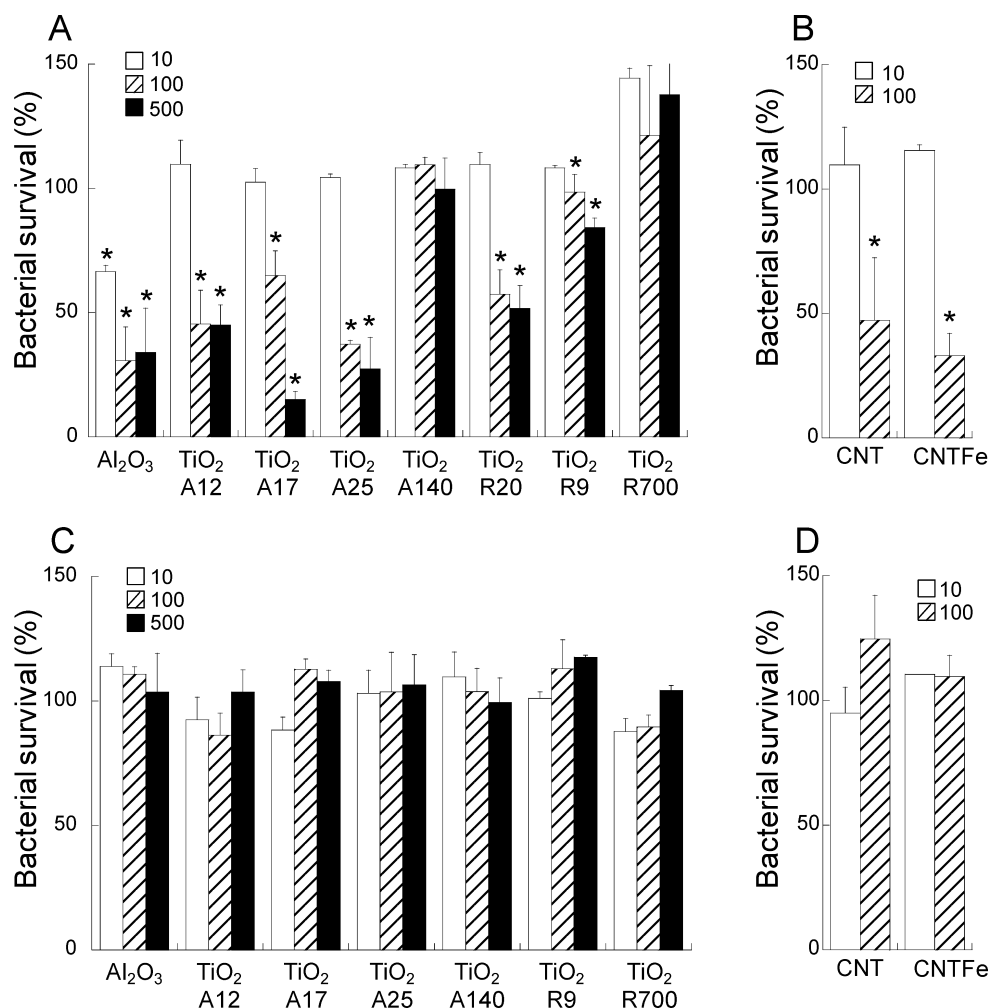 A
Bacterial survival (%)
150
100
50
0
10
100
500
* * * * * * * * * * * * * *
Al₂O₃ TiO₂ TiO₂ TiO₂ TiO₂ TiO₂ TiO₂ TiO₂
A12 A17 A25 A140 R20 R9 R700
B
Bacterial survival (%)
150
100
50
0
10
100
* *
CNT CNTFe
C
Bacterial survival (%)
150
100
50
0
10
100
500
Al₂O₃ TiO₂ TiO₂ TiO₂ TiO₂ TiO₂ TiO₂
A12 A17 A25 A140 R9 R700
D
Bacterial survival (%)
150
100
50
0
10
100
CNT CNTFe